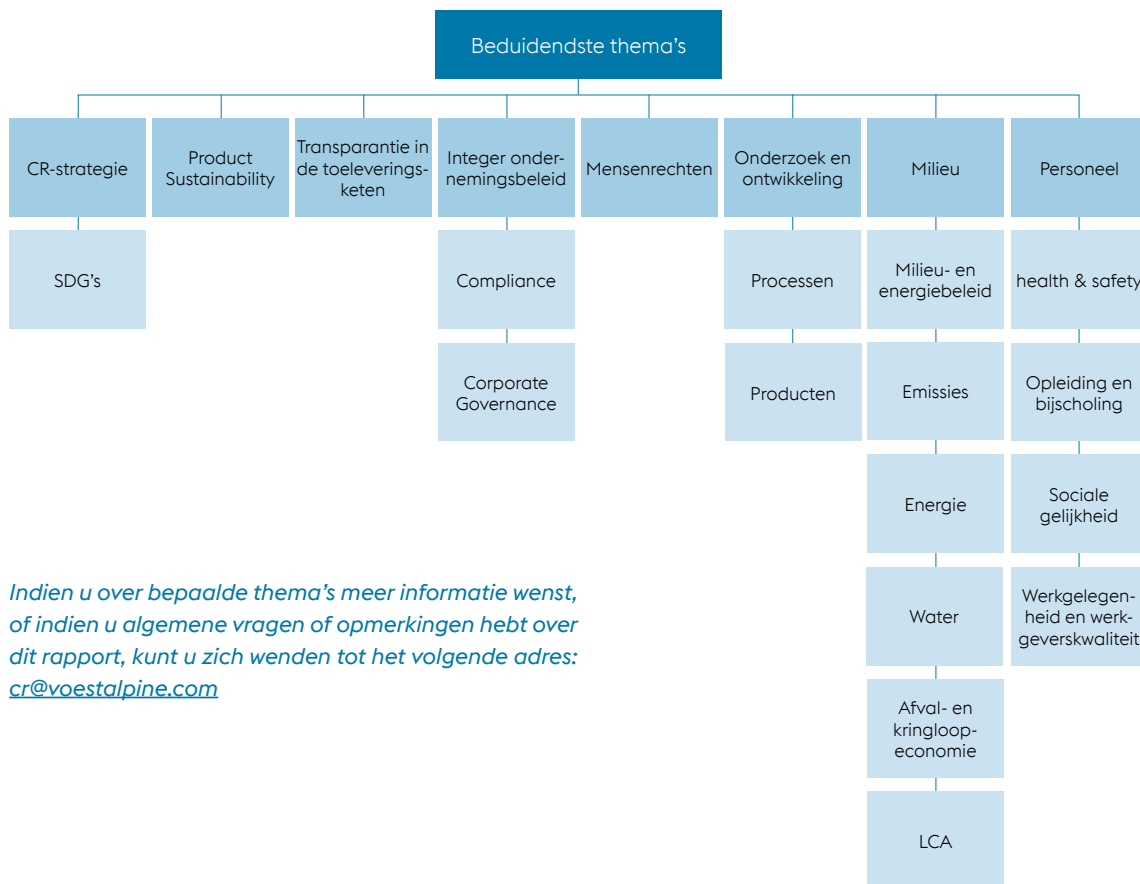 Beduidendste thema's
CR-strategie
Product
Sustainability
Transparantie in
de toeleverings-
keten
Integer onder-
nemingsbeleid
Mensenrechten
Onderzoek en
ontwikkeling
Milieu
Personeel
SDG's
Compliance
Processen
Milieu- en
energiebeleid
health & safety
Corporate
Governance
Producten
Emissies
Opleiding en
bijscholing
Energie
Sociale
gelijkheid
Water
Werkgelegen-
heid en werk-
geverskwaliteit
Afval- en
kringloop-
economie
LCA
Indien u over bepaalde thema's meer informatie wenst,
of indien u algemene vragen of opmerkingen hebt over
dit rapport, kunt u zich wenden tot het volgende adres:
cr@voestalpine.com